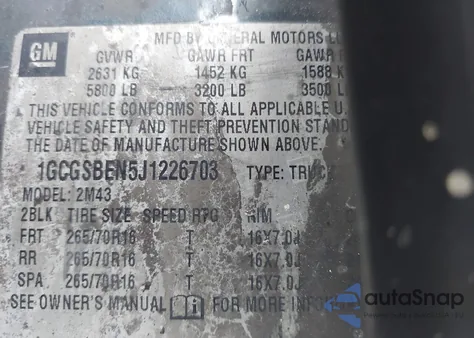 GM
MFD BY GENERAL MOTORS LL
GVWR GAWR FRT GAWR
2631 KG 1452 KG 1588 K
5800 LB 3200 LB 3500
THIS VEHICLE CONFORMS TO ALL APPLICABLE U.
VEHICLE SAFETY AND THEFT PREVENTION STAND
THE DATE OF MANUFACTURE SHOWN ABOVE.
1GCGSBEN5J1226703 TYPE: TRUCK
MODEL: 2M43
2BLK TIRE SIZE SPEED RTG RIM
FRT 265/70R16 T 16X7.0J
RR 265/70R16 T 16X7.0J
SPA 265/70R16 T 16X7.0J
SEE OWNER'S MANUAL FOR MORE
autoSnap